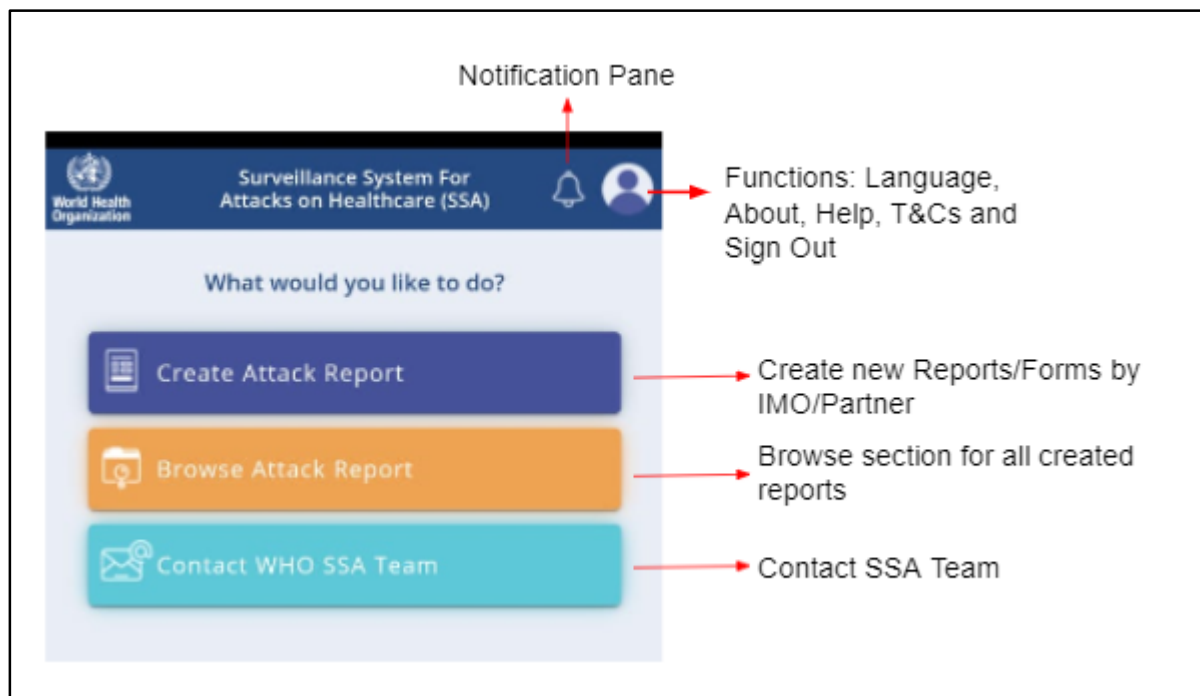 Notification Pane
World Health
Organization
Surveillance System For
Attacks on Healthcare (SSA)
Functions: Language,
About, Help, T&Cs and
Sign Out
What would you like to do?
Create Attack Report
Create new Reports/Forms by
IMO/Partner
Browse Attack Report
Browse section for all created
reports
Contact WHO SSA Team
Contact SSA Team